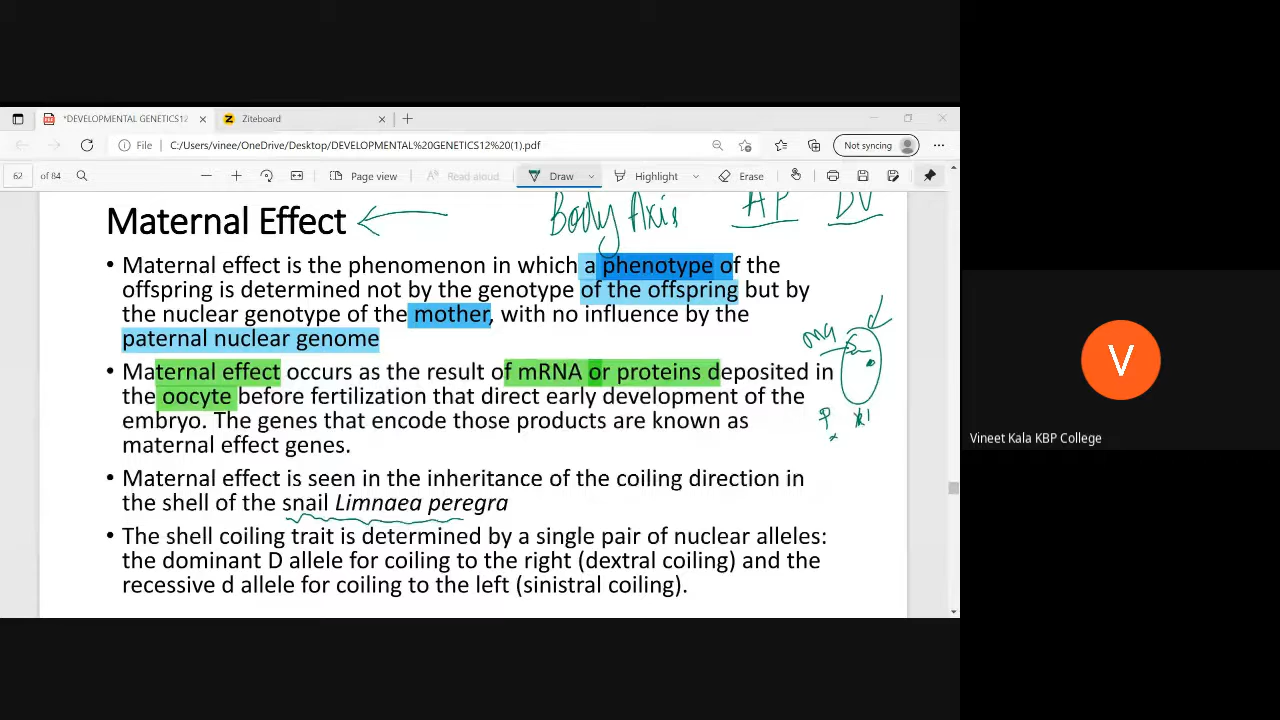 *DEVELOPMENTAL GENETICS12
Ziteboard
File
C:/Users/vinee/OneDrive/Desktop/DEVELOPMENTAL%20GENETICS12%20(1).pdf
Not syncing
62 of 84
Page view
Read aloud
Draw
Highlight
Erase
Maternal Effect
Body Axis AP DV
• Maternal effect is the phenomenon in which a phenotype of the
offspring is determined not by the genotype of the offspring but by
the nuclear genotype of the mother, with no influence by the
paternal nuclear genome
• Maternal effect occurs as the result of mRNA or proteins deposited in
the oocyte before fertilization that direct early development of the
embryo. The genes that encode those products are known as
maternal effect genes.
• Maternal effect is seen in the inheritance of the coiling direction in
the shell of the snail Limnaea peregra
• The shell coiling trait is determined by a single pair of nuclear alleles:
the dominant D allele for coiling to the right (dextral coiling) and the
recessive d allele for coiling to the left (sinistral coiling).
V
Vineet Kala KBP College